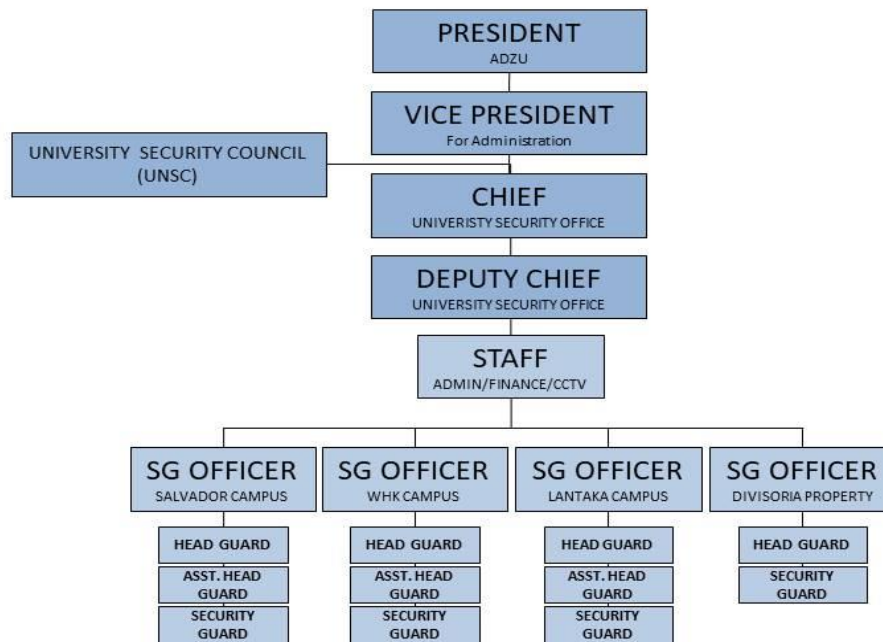 PRESIDENT
ADZU
VICE PRESIDENT
For Administration
UNIVERSITY SECURITY COUNCIL
(UNSC)
CHIEF
UNIVERISTY SECURITY OFFICE
DEPUTY CHIEF
UNIVERSITY SECURITY OFFICE
STAFF
ADMIN/FINANCE/CCTV
SG OFFICER
SALVADOR CAMPUS
HEAD GUARD
ASST. HEAD
GUARD
SECURITY
GUARD
SG OFFICER
WHK CAMPUS
HEAD GUARD
ASST. HEAD
GUARD
SECURITY
GUARD
SG OFFICER
LANTAKA CAMPUS
HEAD GUARD
ASST. HEAD
GUARD
SECURITY
GUARD
SG OFFICER
DIVISORIA PROPERTY
HEAD GUARD
SECURITY
GUARD